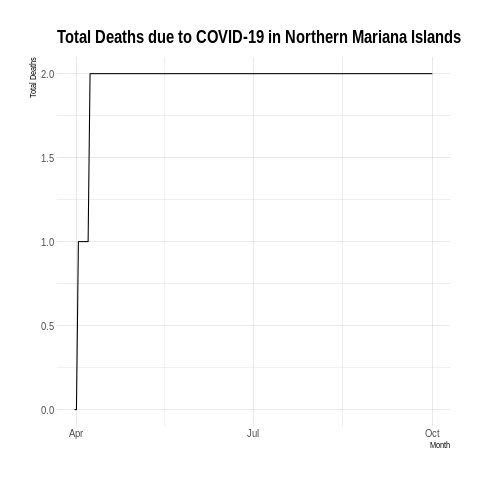 Total Deaths due to COVID-19 in Northern Mariana Islands
Total Deaths
2.0
1.5
1.0
0.5
0.0
Apr Jul Oct
Month